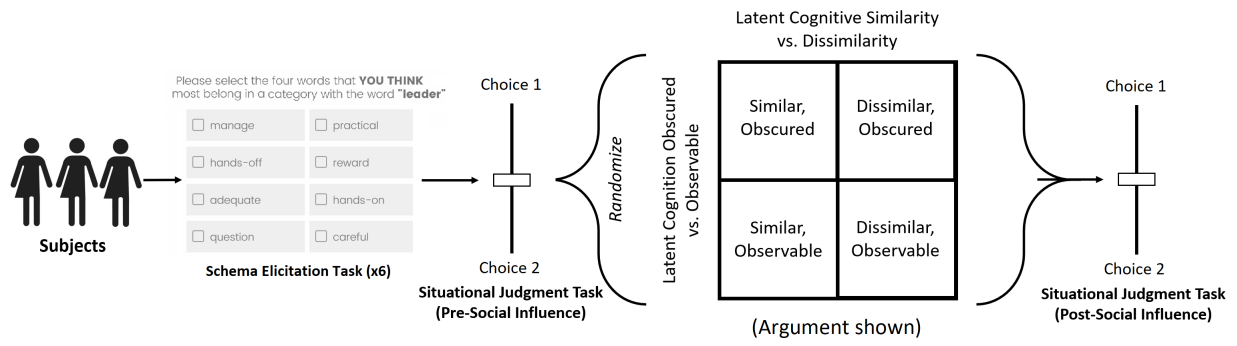 Subjects
Please select the four words that YOU THINK
most belong in a category with the word "leader"
manage
practical
hands-off
reward
adequate
hands-on
question
careful
Schema Elicitation Task (x6)
Choice 1
Choice 2
Situational Judgment Task
(Pre-Social Influence)
Randomize
Latent Cognitive Similarity
vs. Dissimilarity
Latent Cognition Obscured
vs. Observable
Similar,
Obscured
Dissimilar,
Obscured
Similar,
Observable
Dissimilar,
Observable
(Argument shown)
Choice 1
Choice 2
Situational Judgment Task
(Post-Social Influence)